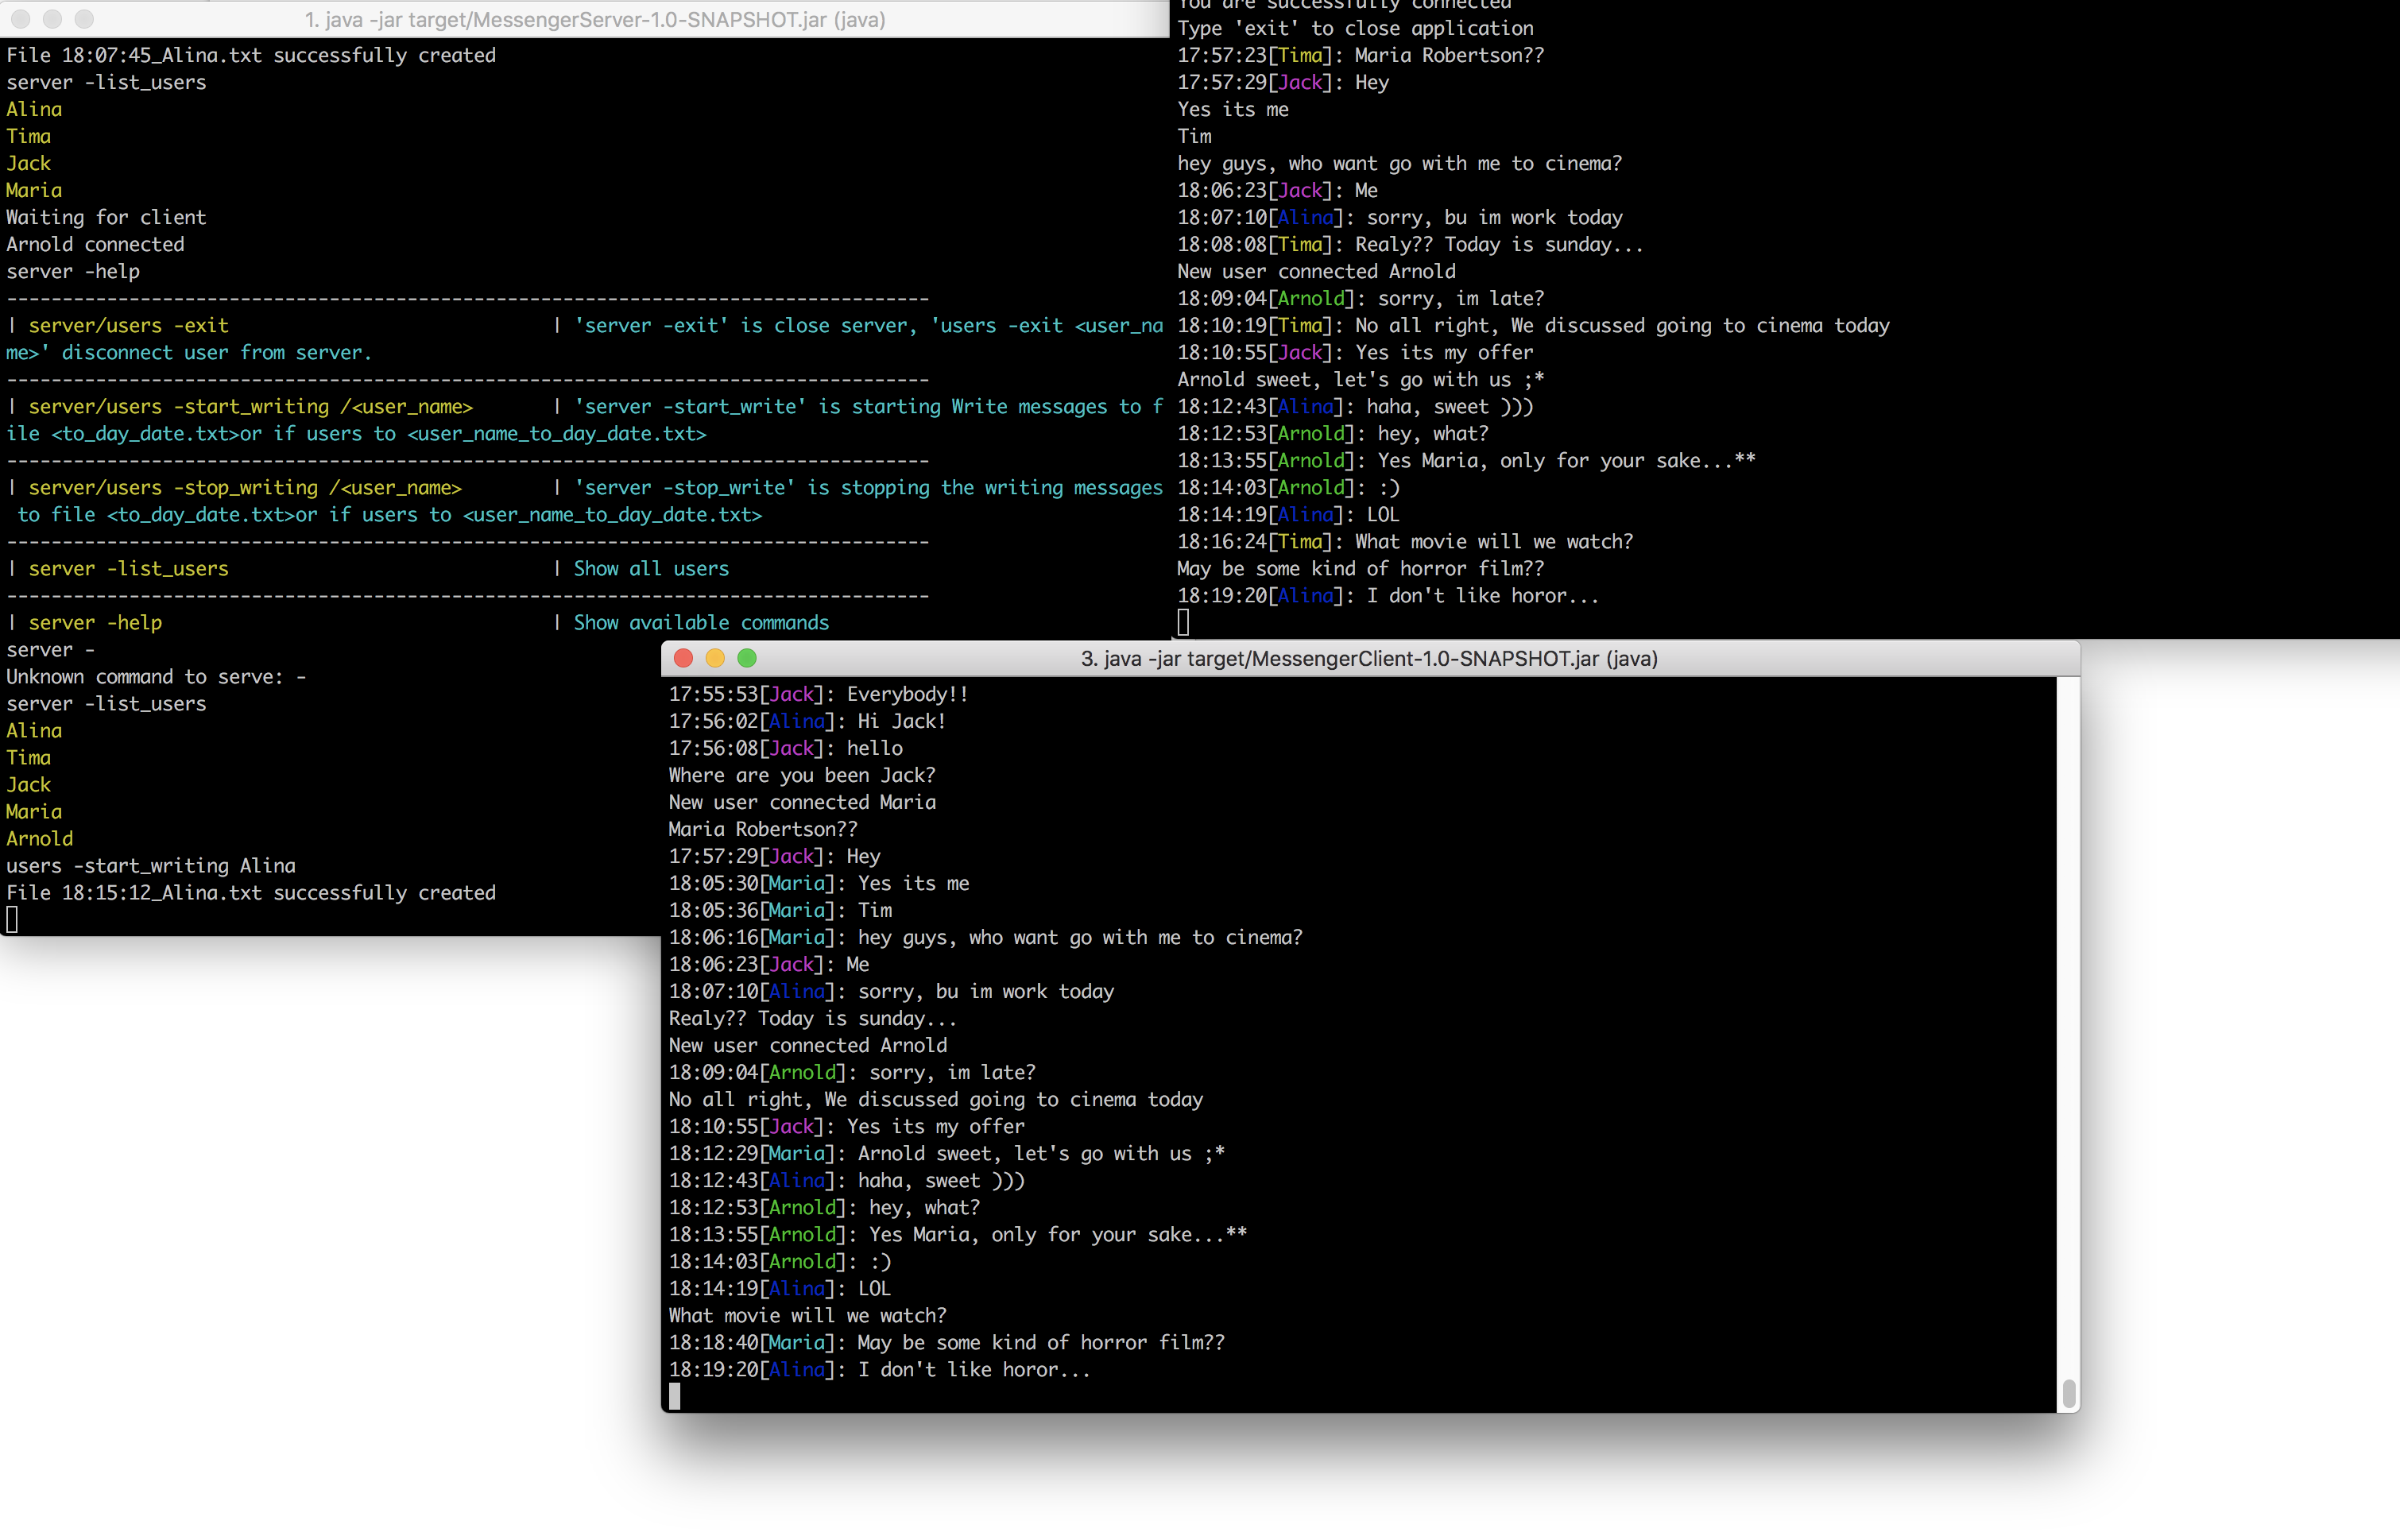 1. java -jar target/MessengerServer-1.0-SNAPSHOT.jar (java)
File 18:07:45_Alina.txt successfully created
server -list_users
Alina
Tima
Jack
Maria
Waiting for client
Arnold connected
server -help
-----------------------------------------------------------------------------------
| server/users -exit | 'server -exit' is close server, 'users -exit <user_na
me>' disconnect user from server.
-----------------------------------------------------------------------------------
| server/users -start_writing /<user_name> | 'server -start_write' is starting Write messages to f
ile <to_day_date.txt>or if users to <user_name_to_day_date.txt>
-----------------------------------------------------------------------------------
| server/users -stop_writing /<user_name> | 'server -stop_write' is stopping the writing messages
to file <to_day_date.txt>or if users to <user_name_to_day_date.txt>
-----------------------------------------------------------------------------------
| server -list_users | Show all users
-----------------------------------------------------------------------------------
| server -help | Show available commands
server -
Unknown command to serve: -
server -list_users
Alina
Tima
Jack
Maria
Arnold
users -start_writing Alina
File 18:15:12_Alina.txt successfully created
You are successfully connected
Type 'exit' to close application
17:57:23[Tima]: Maria Robertson??
17:57:29[Jack]: Hey
Yes its me
Tim
hey guys, who want go with me to cinema?
18:06:23[Jack]: Me
18:07:10[Alina]: sorry, bu im work today
18:08:08[Tima]: Realy?? Today is sunday...
New user connected Arnold
18:09:04[Arnold]: sorry, im late?
18:10:19[Tima]: No all right, We discussed going to cinema today
18:10:55[Jack]: Yes its my offer
Arnold sweet, let's go with us ;*
18:12:43[Alina]: haha, sweet )))
18:12:53[Arnold]: hey, what?
18:13:55[Arnold]: Yes Maria, only for your sake...**
18:14:03[Arnold]: :)
18:14:19[Alina]: LOL
18:16:24[Tima]: What movie will we watch?
May be some kind of horror film??
18:19:20[Alina]: I don't like horor...
3. java -jar target/MessengerClient-1.0-SNAPSHOT.jar (java)
17:55:53[Jack]: Everybody!!
17:56:02[Alina]: Hi Jack!
17:56:08[Jack]: hello
Where are you been Jack?
New user connected Maria
Maria Robertson??
17:57:29[Jack]: Hey
18:05:30[Maria]: Yes its me
18:05:36[Maria]: Tim
18:06:16[Maria]: hey guys, who want go with me to cinema?
18:06:23[Jack]: Me
18:07:10[Alina]: sorry, bu im work today
Realy?? Today is sunday...
New user connected Arnold
18:09:04[Arnold]: sorry, im late?
No all right, We discussed going to cinema today
18:10:55[Jack]: Yes its my offer
18:12:29[Maria]: Arnold sweet, let's go with us ;*
18:12:43[Alina]: haha, sweet )))
18:12:53[Arnold]: hey, what?
18:13:55[Arnold]: Yes Maria, only for your sake...**
18:14:03[Arnold]: :)
18:14:19[Alina]: LOL
What movie will we watch?
18:18:40[Maria]: May be some kind of horror film??
18:19:20[Alina]: I don't like horor...